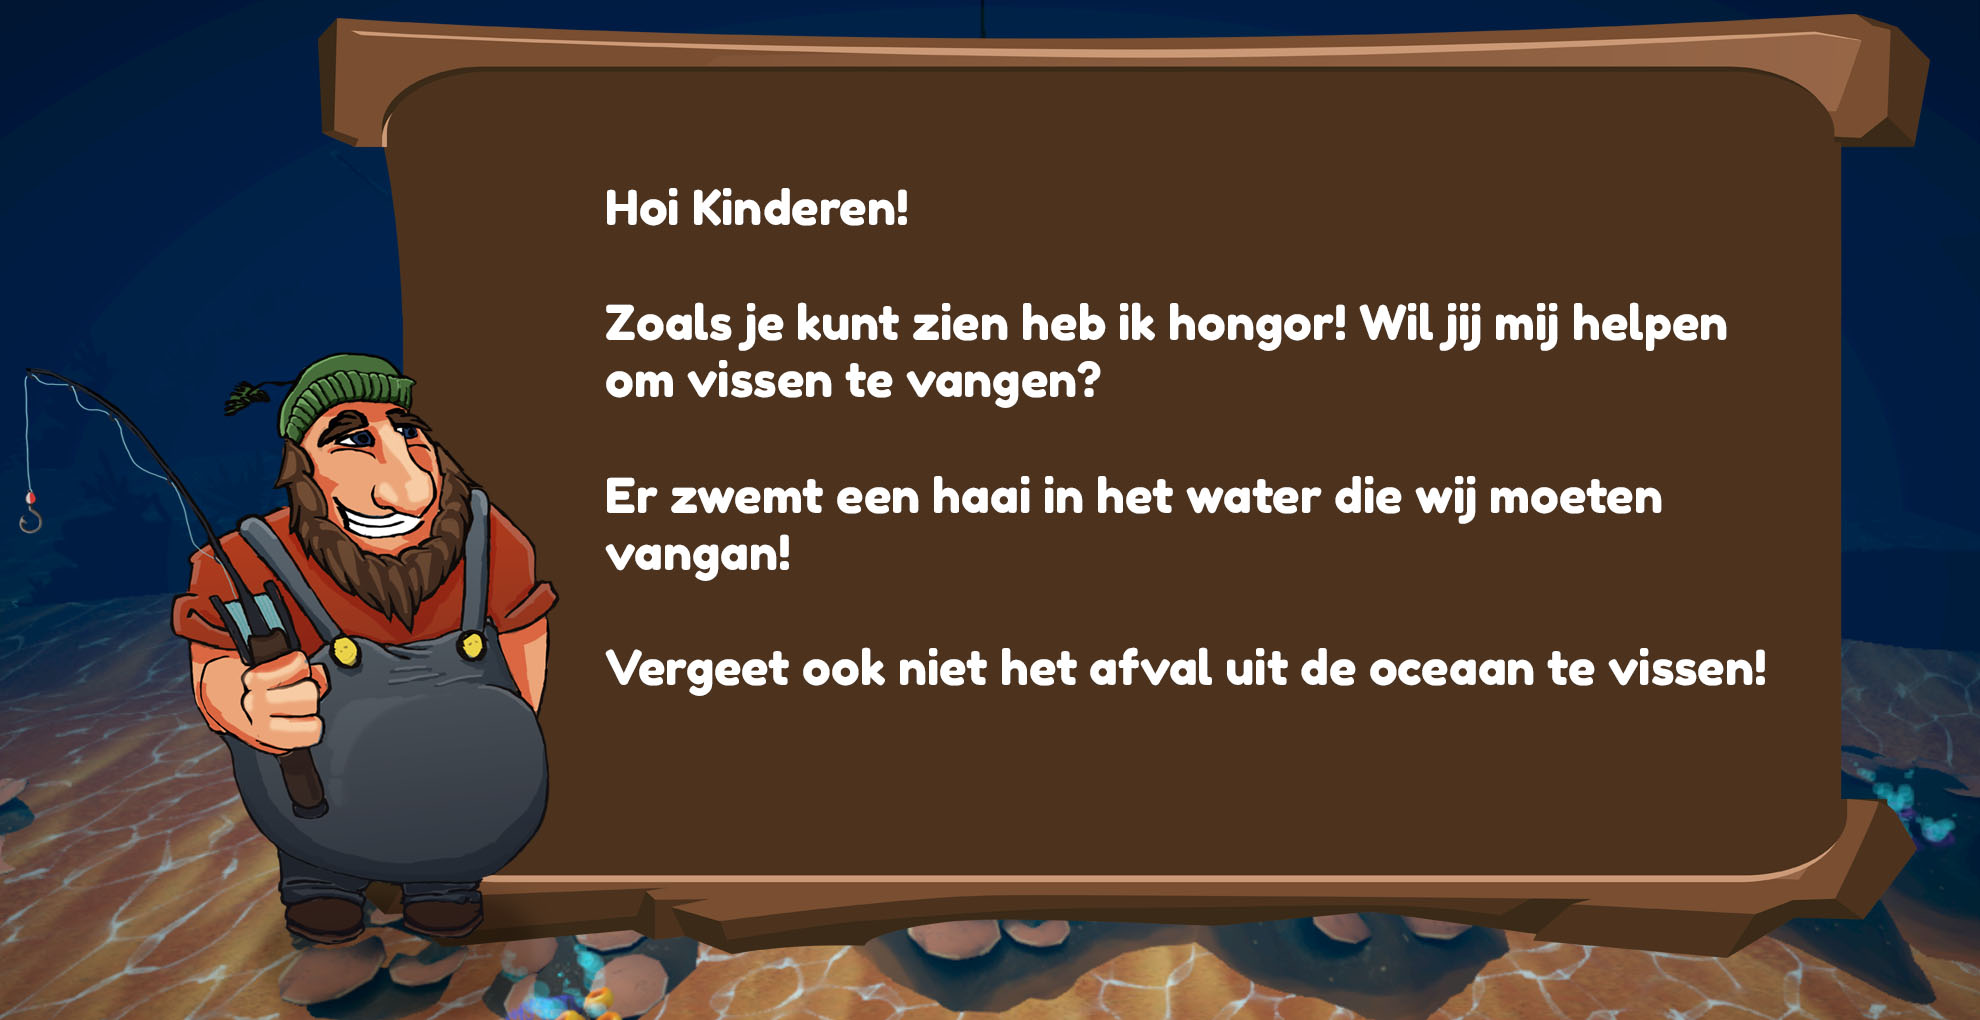 Hoi Kinderen!
Zoals je kunt zien heb ik hongor! Wil jij mij helpen
om vissen te vangen?
Er zwemt een haai in het water die wij moeten
vangan!
Vergeet ook niet het afval uit de oceaan te vissen!